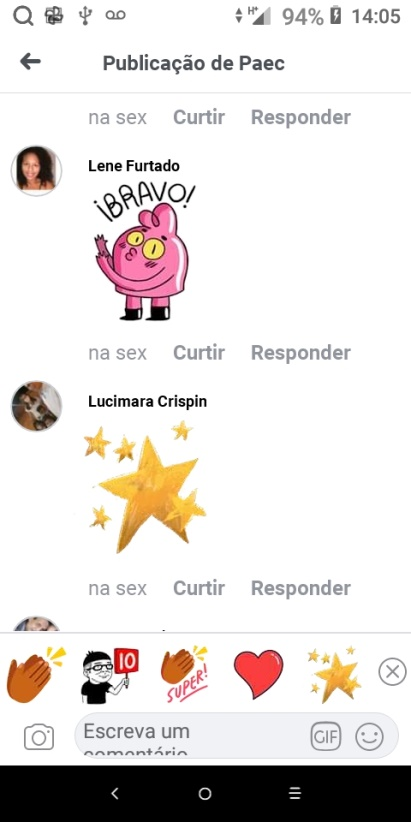 94% 14:05
Publicação de Paec
na sex Curtir Responder
Lene Furtado
¡BRAVO!
na sex Curtir Responder
Lucimara Crispin
na sex Curtir Responder
10
SUPER!
Escreva um
comentário
GIF